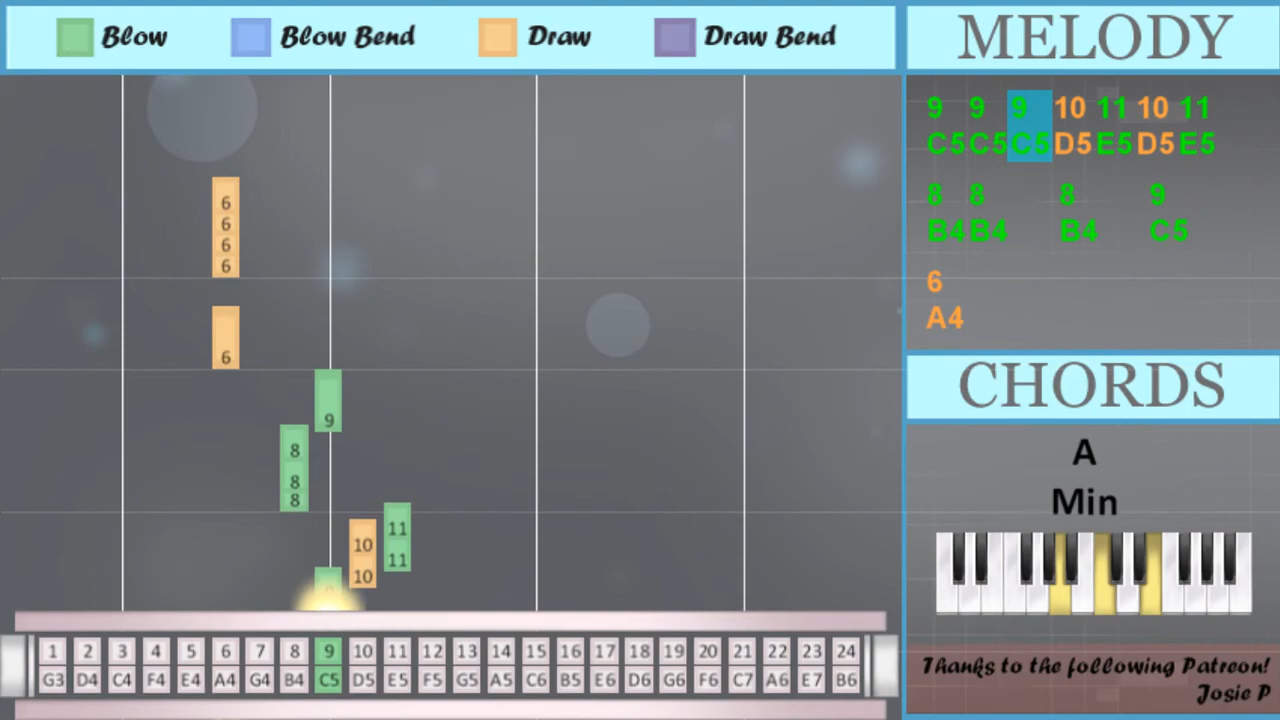 Blow Blow Bend Draw Draw Bend
MELODY
9 9 9 10 11 10 11
C5 C5 C5 D5 E5 D5 E5
8 8 8 9
B4 B4 B4 C5
6
A4
CHORDS
A
Min
Thanks to the following Patreon!
Josie P
6
6
6
6
6
9
8
8
8
11
10
11
10
1 2 3 4 5 6 7 8 9 10 11 12 13 14 15 16 17 18 19 20 21 22 23 24
G3 D4 C4 F4 E4 A4 G4 B4 C5 D5 E5 F5 G5 A5 C6 B5 E6 D6 G6 F6 C7 A6 E7 B6